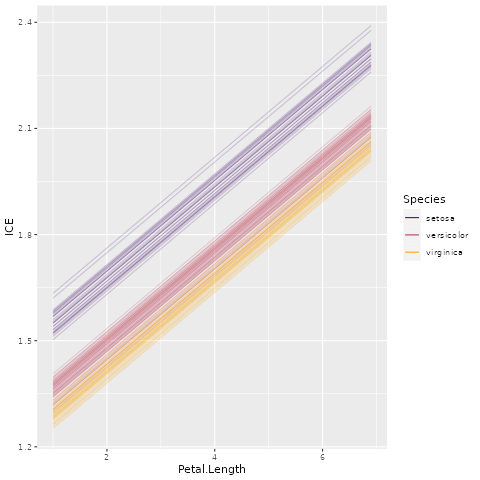 2.4
2.1
1.8
1.5
1.2
ICE
2
4
6
Petal.Length
Species
setosa
versicolor
virginica